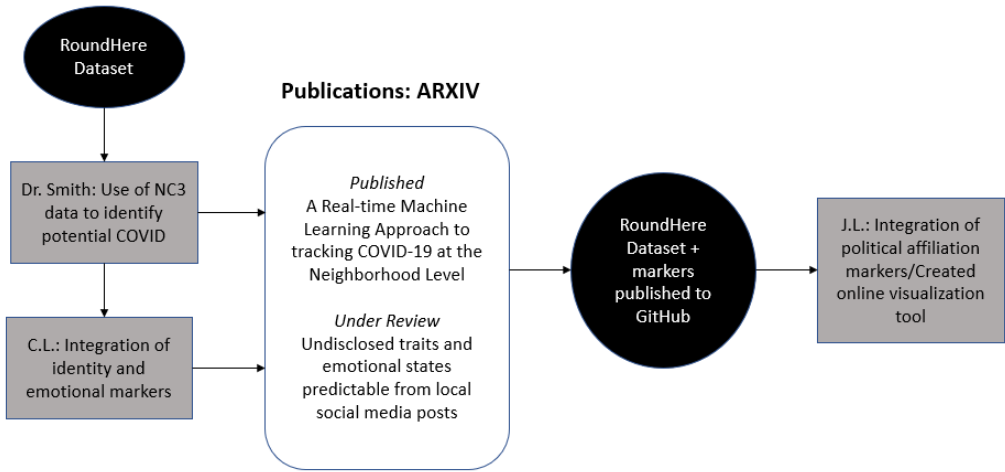 RoundHere
Dataset
Publications: ARXIV
Dr. Smith: Use of NC3
data to identify
potential COVID
C.L.: Integration of
identity and
emotional markers
Published
A Real-time Machine
Learning Approach to
tracking COVID-19 at the
Neighborhood Level
Under Review
Undisclosed traits and
emotional states
predictable from local
social media posts
RoundHere
Dataset +
markers
published to
GitHub
J.L.: Integration of
political affiliation
markers/Created
online visualization
tool